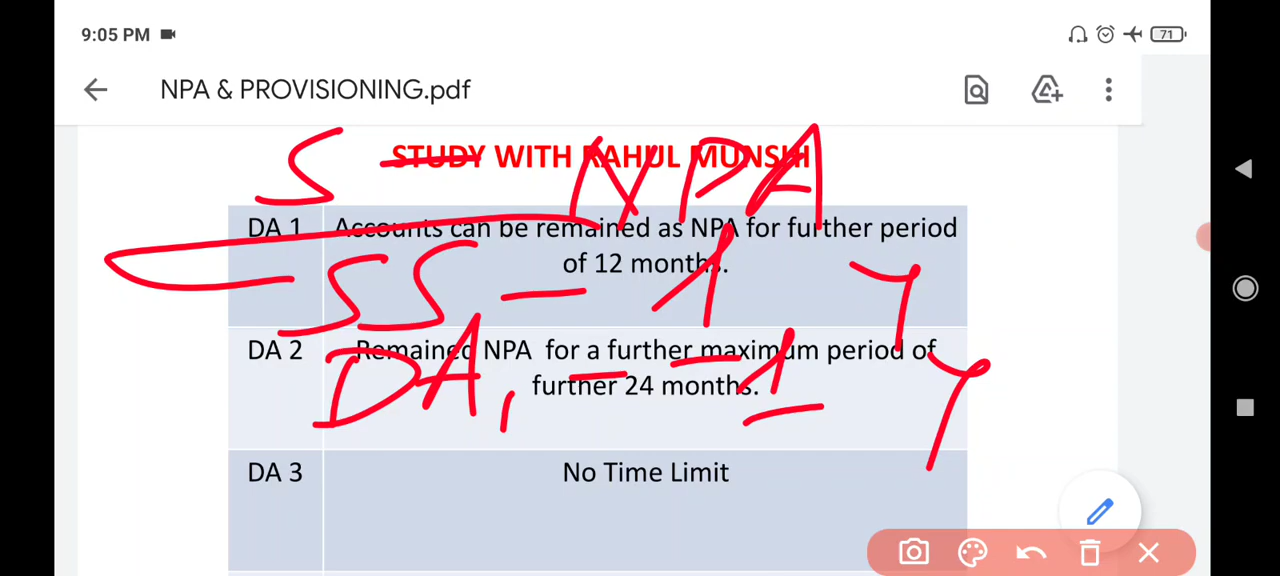 9:05 PM
71
NPA & PROVISIONING.pdf
STUDY WITH RAHUL MUNSHI
S NPA
DA 1 Accounts can be remained as NPA for further period
of 12 months.
SS - 1 Y
DA 2 Remained NPA for a further maximum period of
further 24 months.
DA, - 1 Y
DA 3 No Time Limit